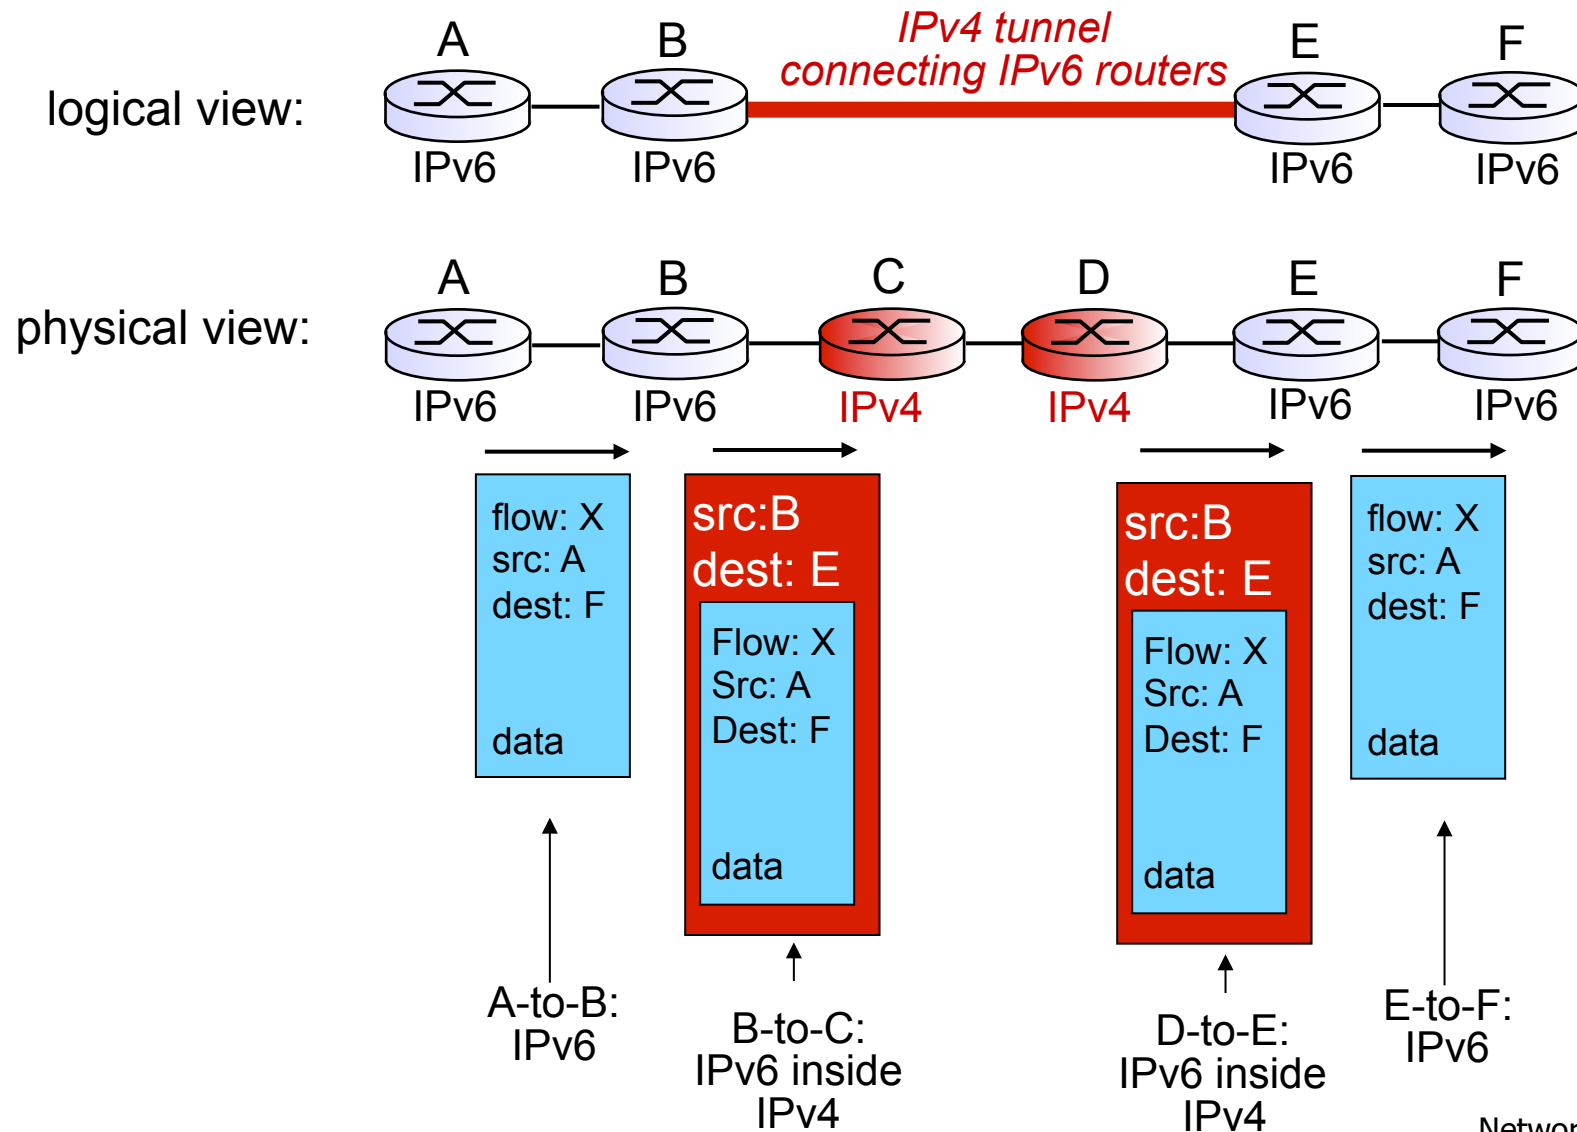 A
B
IPv4 tunnel
connecting IPv6 routers
E
F
logical view:
IPv6
IPv6
IPv6
IPv6
A
B
C
D
E
F
physical view:
IPv6
IPv6
IPv4
IPv4
IPv6
IPv6
flow: X
src: A
dest: F
data
src:B
dest: E
Flow: X
Src: A
Dest: F
data
src:B
dest: E
Flow: X
Src: A
Dest: F
data
flow: X
src: A
dest: F
data
A-to-B:
IPv6
B-to-C:
IPv6 inside
IPv4
D-to-E:
IPv6 inside
IPv4
E-to-F:
IPv6